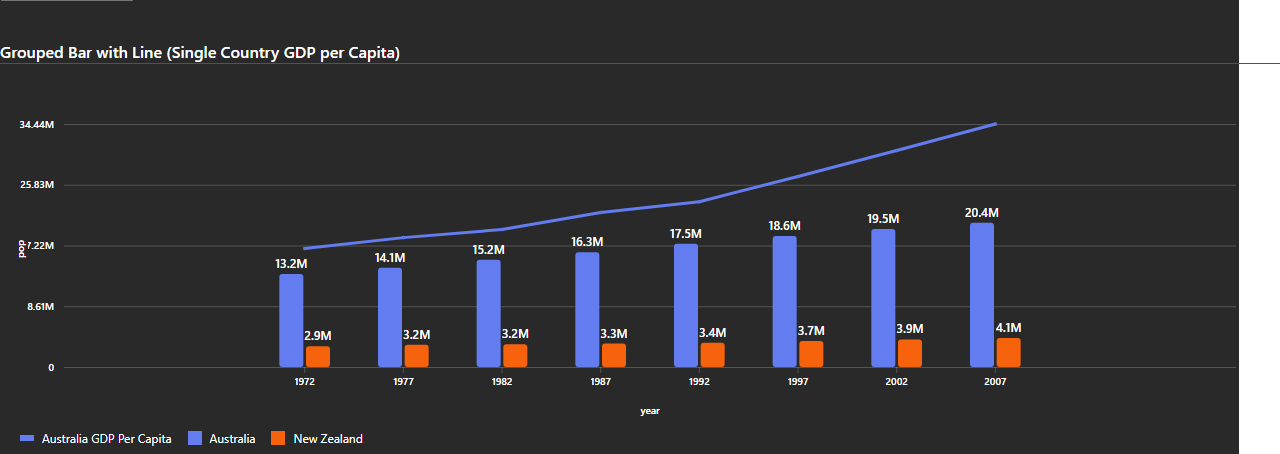 Grouped Bar with Line (Single Country GDP per Capita)
34.44M
25.83M
7.22M
8.61M
0
pop
13.2M
2.9M
14.1M
3.2M
15.2M
3.2M
16.3M
3.3M
17.5M
3.4M
18.6M
3.7M
19.5M
3.9M
20.4M
4.1M
1972 1977 1982 1987 1992 1997 2002 2007
year
Australia GDP Per Capita Australia New Zealand